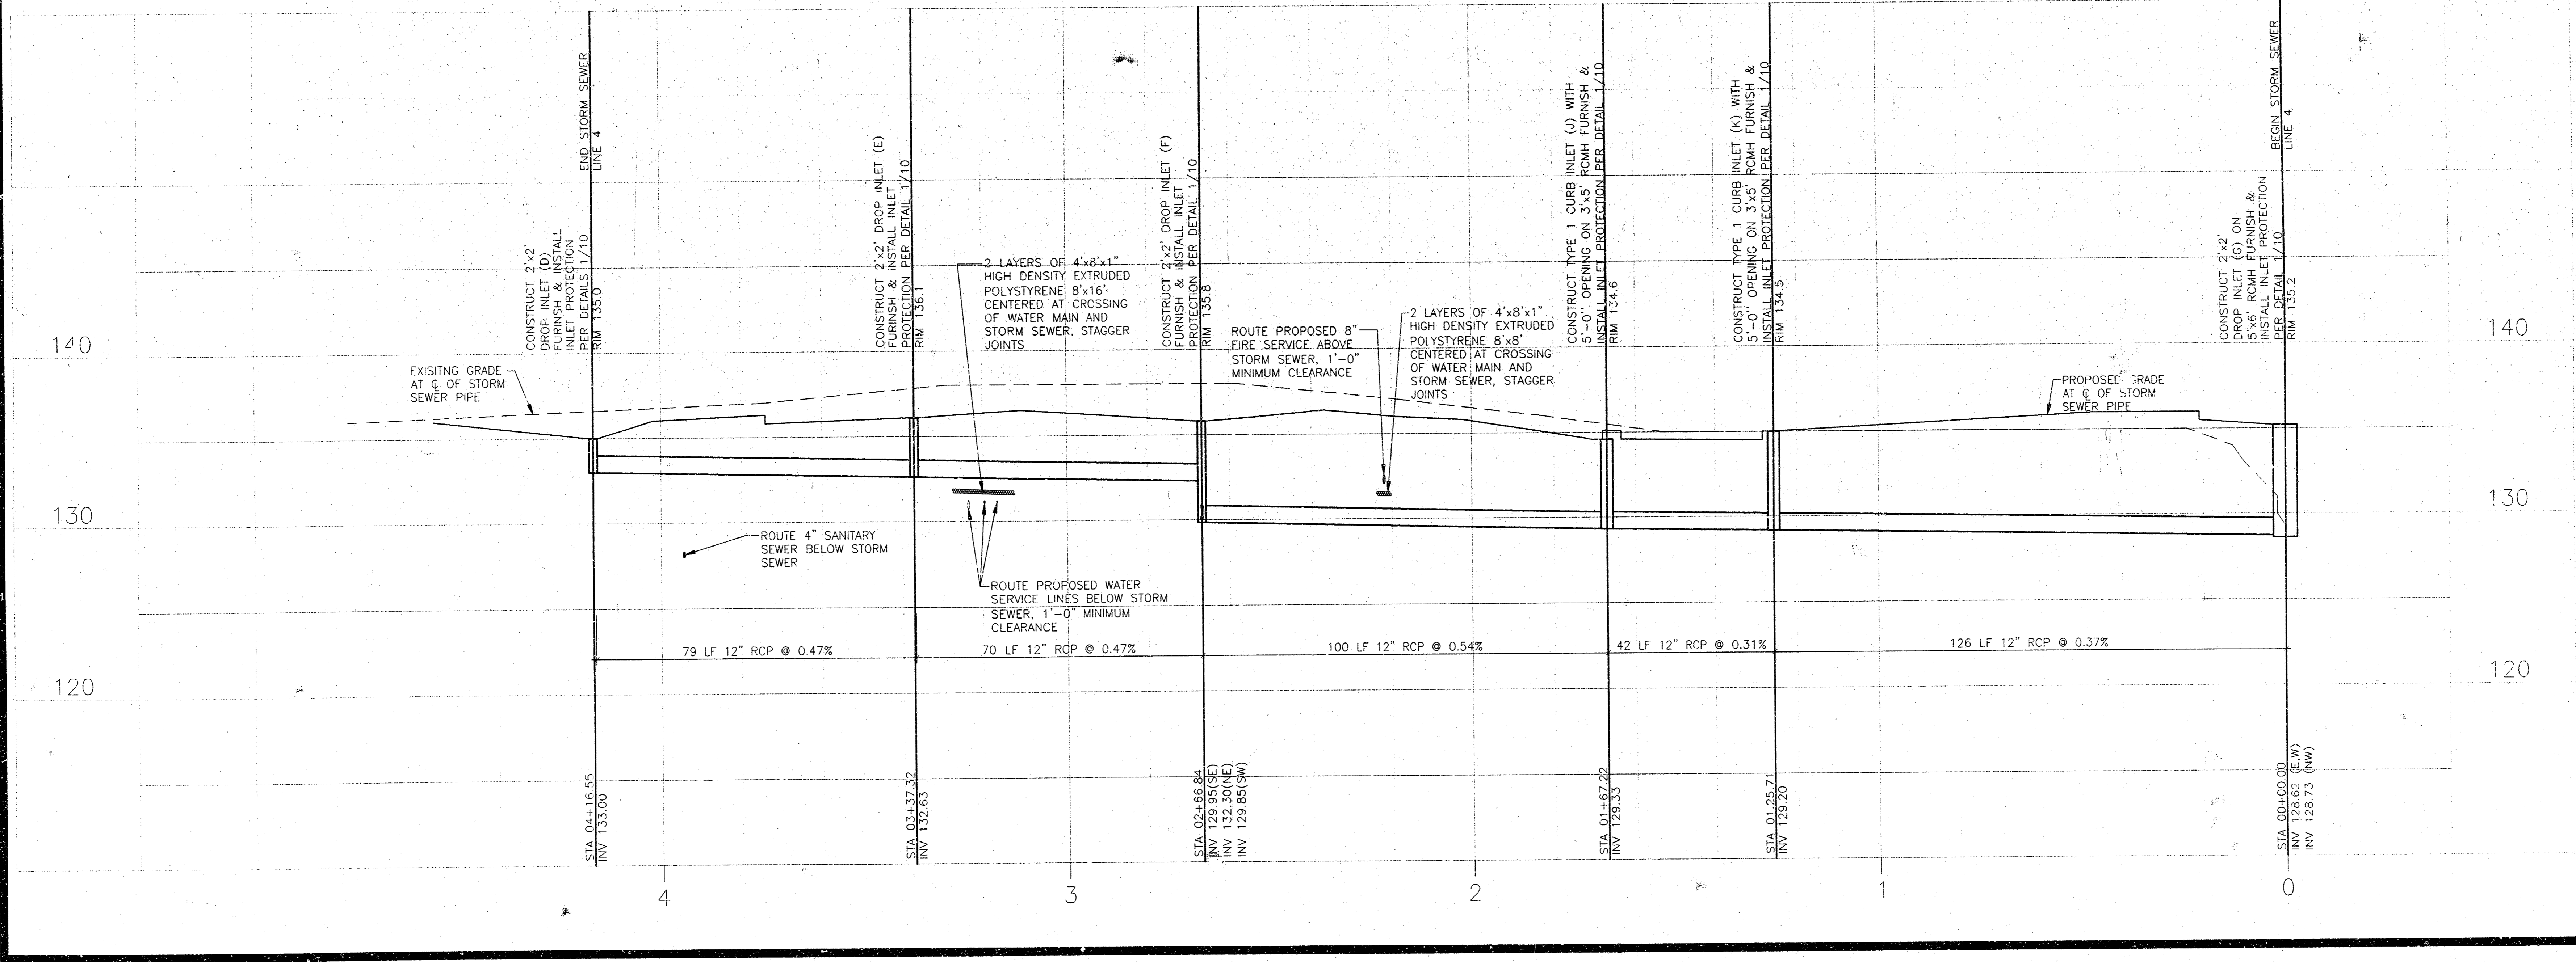 END STORM SEWER
LINE 4
CONSTRUCT 2'x2'
DROP INLET (D)
FURINSH & INSTALL
INLET PROTECTION
PER DETAILS 1/10
RIM 135.0
CONSTRUCT 2'x2' DROP INLET (E)
FURINSH & INSTALL INLET
PROTECTION PER DETAIL 1/10
RIM 136.1
2 LAYERS OF 4'x8'x1"
HIGH DENSITY EXTRUDED
POLYSTYRENE 8'x16'
CENTERED AT CROSSING
OF WATER MAIN AND
STORM SEWER, STAGGER
JOINTS
CONSTRUCT 2'x2' DROP INLET (F)
FURNISH & INSTALL INLET
PROTECTION PER DETAIL 1/10
RIM 135.8
ROUTE PROPOSED 8"
FIRE SERVICE ABOVE
STORM SEWER, 1'-0"
MINIMUM CLEARANCE
2 LAYERS OF 4'x8'x1"
HIGH DENSITY EXTRUDED
POLYSTYRENE 8'x8'
CENTERED AT CROSSING
OF WATER MAIN AND
STORM SEWER, STAGGER
JOINTS
CONSTRUCT TYPE 1 CURB INLET (J) WITH
5'-0" OPENING ON 3'x5' RCMH FURNISH &
INSTALL INLET PROTECTION PER DETAIL 1/10
RIM 134.6
CONSTRUCT TYPE 1 CURB INLET (K) WITH
5'-0" OPENING ON 3'x5' RCMH FURNISH &
INSTALL INLET PROTECTION PER DETAIL 1/10
RIM 134.5
BEGIN STORM SEWER
LINE 4
CONSTRUCT 2'x2'
DROP INLET (G) ON
5'x6' RCMH FURNISH &
INSTALL INLET PROTECTION
PER DETAIL 1/10
RIM 135.2
140
140
EXISITNG GRADE
AT ℄ OF STORM
SEWER PIPE
PROPOSED GRADE
AT ℄ OF STORM
SEWER PIPE
130
130
ROUTE 4" SANITARY
SEWER BELOW STORM
SEWER
ROUTE PROPOSED WATER
SERVICE LINES BELOW STORM
SEWER, 1'-0" MINIMUM
CLEARANCE
79 LF 12" RCP @ 0.47%
70 LF 12" RCP @ 0.47%
100 LF 12" RCP @ 0.54%
42 LF 12" RCP @ 0.31%
126 LF 12" RCP @ 0.37%
120
120
STA 04+16.55
INV 133.00
STA 03+37.32
INV 132.63
STA 02+66.84
INV 129.95(SE)
INV 132.30(NE)
INV 129.85(SW)
STA 01+67.22
INV 129.33
STA 01.25.71
INV 129.20
STA 00+00.00
INV 128.62 (E,W)
INV 128.73 (NW)
4
3
2
1
0